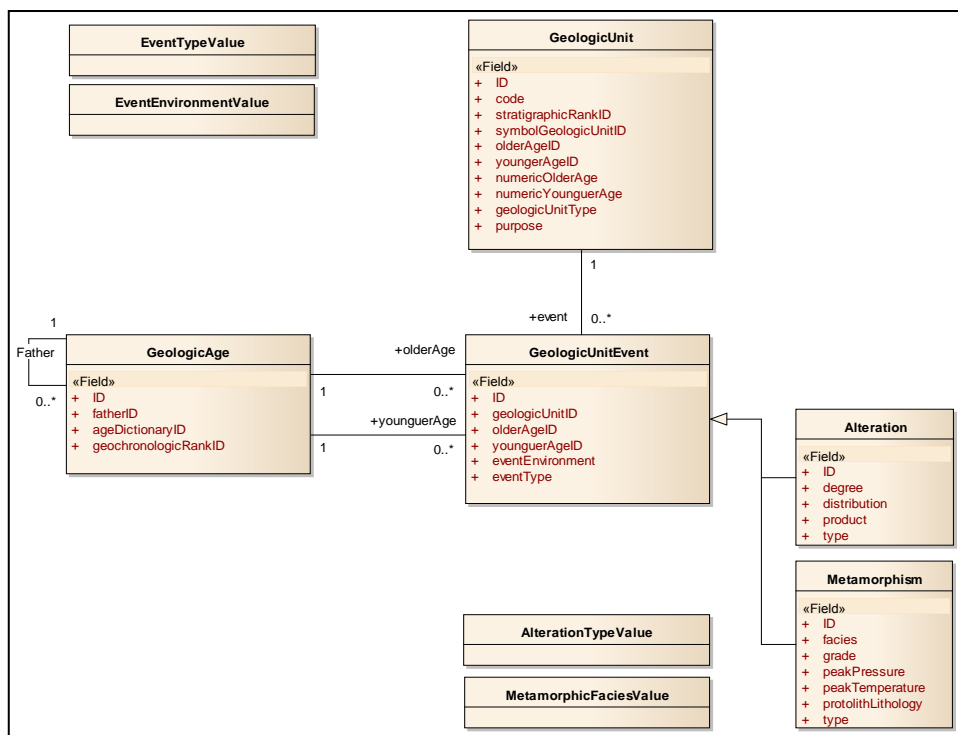 EventTypeValue
EventEnvironmentValue
GeologicUnit
«Field»
+ ID
+ code
+ stratigraphicRankID
+ symbolGeologicUnitID
+ olderAgeID
+ youngerAgeID
+ numericOlderAge
+ numericYounguerAge
+ geologicUnitType
+ purpose
1
+event
0..*
1
Father
0..*
GeologicAge
«Field»
+ ID
+ fatherID
+ ageDictionaryID
+ geochronologicRankID
+olderAge
1
0..*
+younguerAge
1
0..*
GeologicUnitEvent
«Field»
+ ID
+ geologicUnitID
+ olderAgeID
+ younguerAgeID
+ eventEnvironment
+ eventType
Alteration
«Field»
+ ID
+ degree
+ distribution
+ product
+ type
Metamorphism
«Field»
+ ID
+ facies
+ grade
+ peakPressure
+ peakTemperature
+ protolithLithology
+ type
AlterationTypeValue
MetamorphicFaciesValue